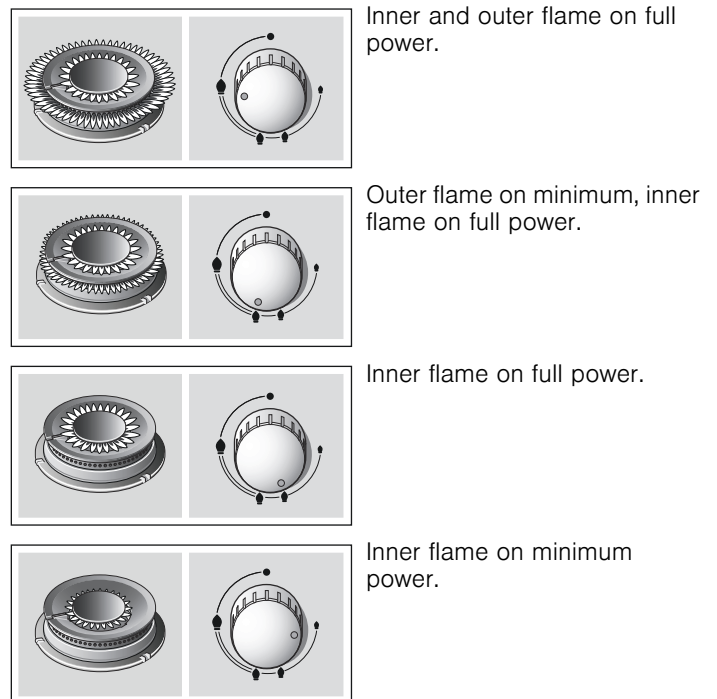 Inner and outer flame on full
power.
Outer flame on minimum, inner
flame on full power.
Inner flame on full power.
Inner flame on minimum
power.